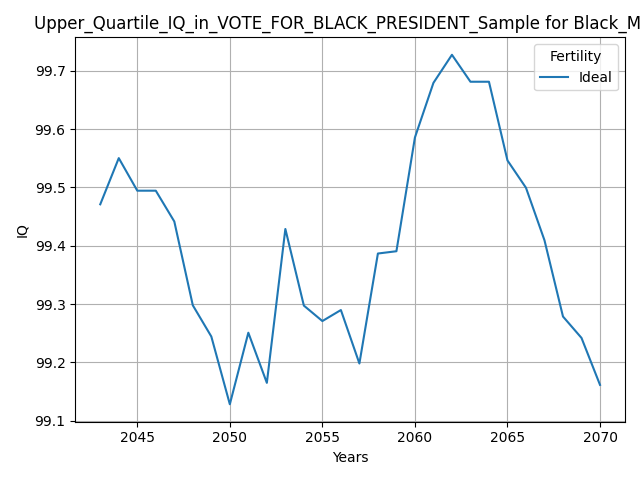 Upper_Quartile_IQ_in_VOTE_FOR_BLACK_PRESIDENT_Sample for Black_M
Fertility
Ideal
99.7
99.6
99.5
99.4
99.3
99.2
99.1
IQ
2045 2050 2055 2060 2065 2070
Years